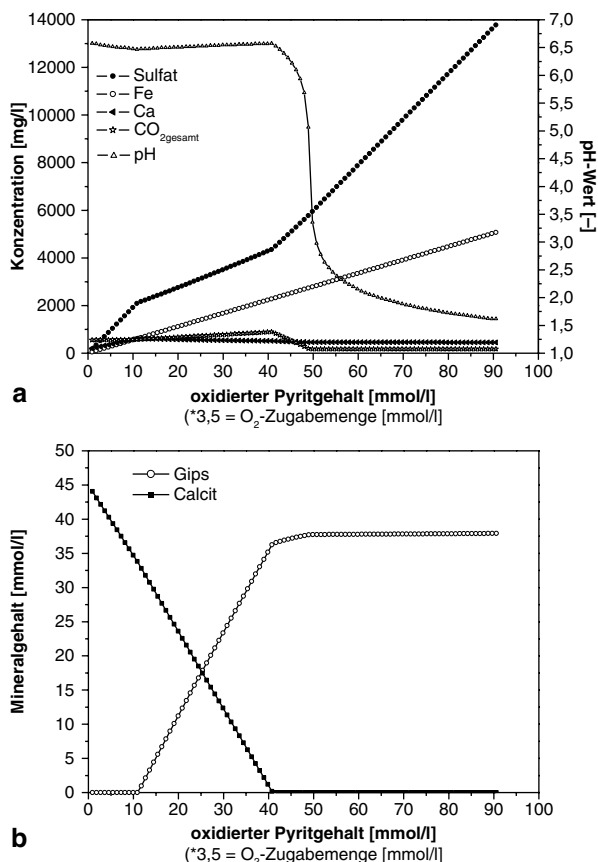 Konzentration [mg/l]
14000
12000
10000
8000
6000
4000
2000
0
Sulfat
Fe
Ca
CO2gesamt
pH
7,0
6,5
6,0
5,5
5,0
4,5
4,0
3,5
3,0
2,5
2,0
1,5
1,0
pH-Wert [–]
0 10 20 30 40 50 60 70 80 90 100
a
oxidierter Pyritgehalt [mmol/l]
(*3,5 = O2-Zugabemenge [mmol/l]
Mineralgehalt [mmol/l]
50
45
40
35
30
25
20
15
10
5
0
Gips
Calcit
0 10 20 30 40 50 60 70 80 90 100
b
oxidierter Pyritgehalt [mmol/l]
(*3,5 = O2-Zugabemenge [mmol/l]